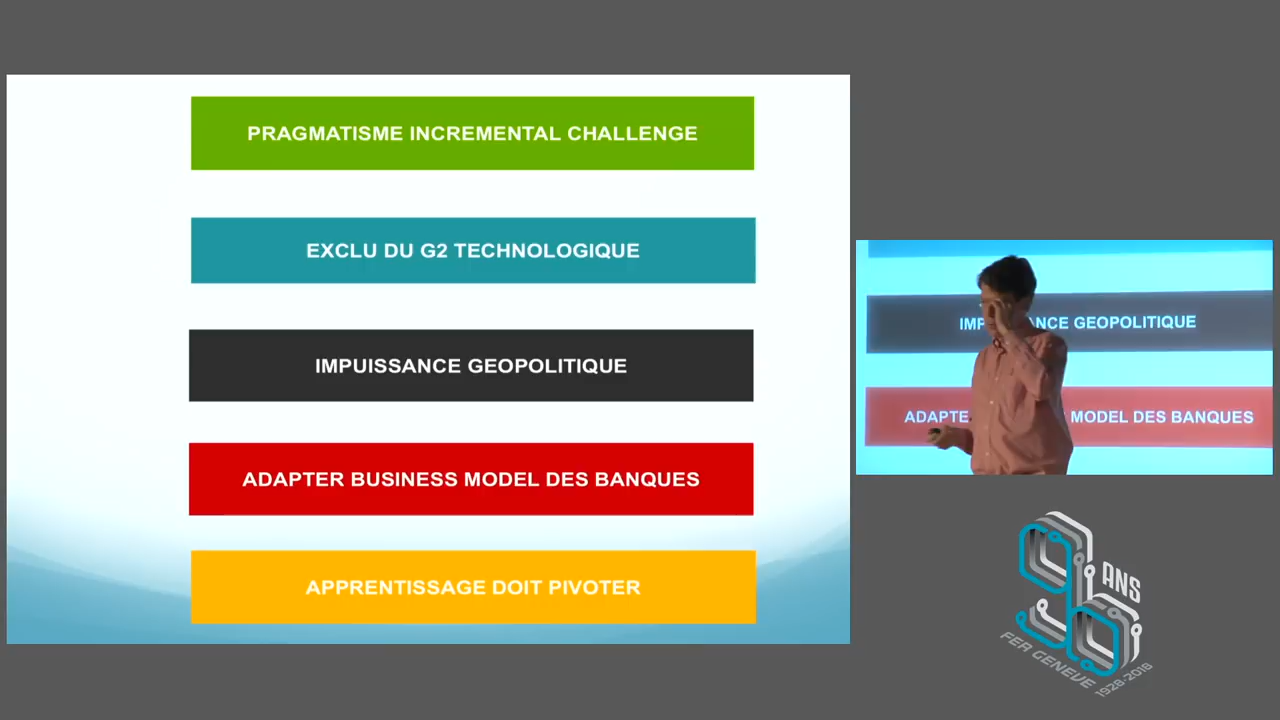 PRAGMATISME INCREMENTAL CHALLENGE
EXCLU DU G2 TECHNOLOGIQUE
IMPUISSANCE GEOPOLITIQUE
ADAPTER BUSINESS MODEL DES BANQUES
APPRENTISSAGE DOIT PIVOTER
NCE GEOPOLITIQUE
ADAPTE
MODEL DES BANQUES
90
ANS
FER GENEVE
1928-2018